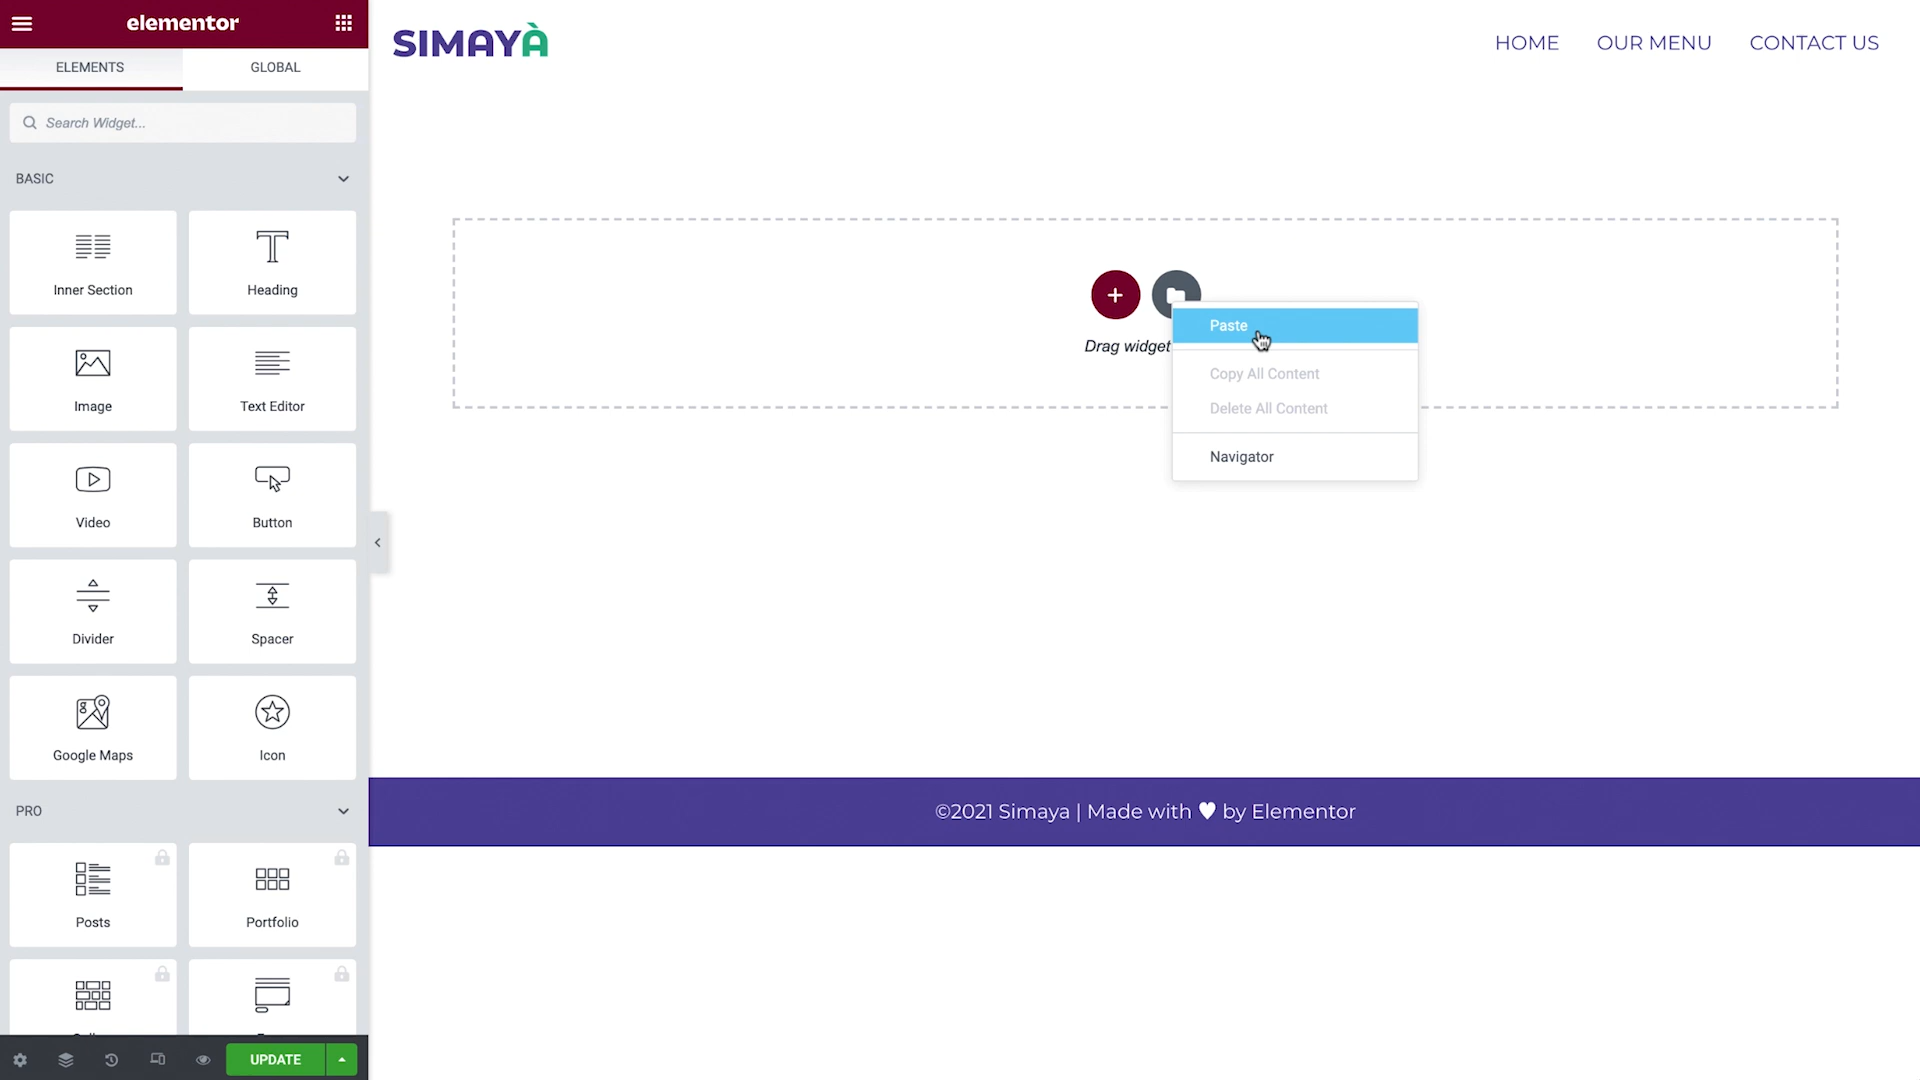 elementor
ELEMENTS
GLOBAL
Search Widget...
BASIC
Inner Section
Heading
Image
Text Editor
Video
Button
Divider
Spacer
Google Maps
Icon
PRO
Posts
Portfolio
UPDATE
SIMAYÀ
HOME
OUR MENU
CONTACT US
Drag widget
Paste
Copy All Content
Delete All Content
Navigator
©2021 Simaya | Made with ♥ by Elementor